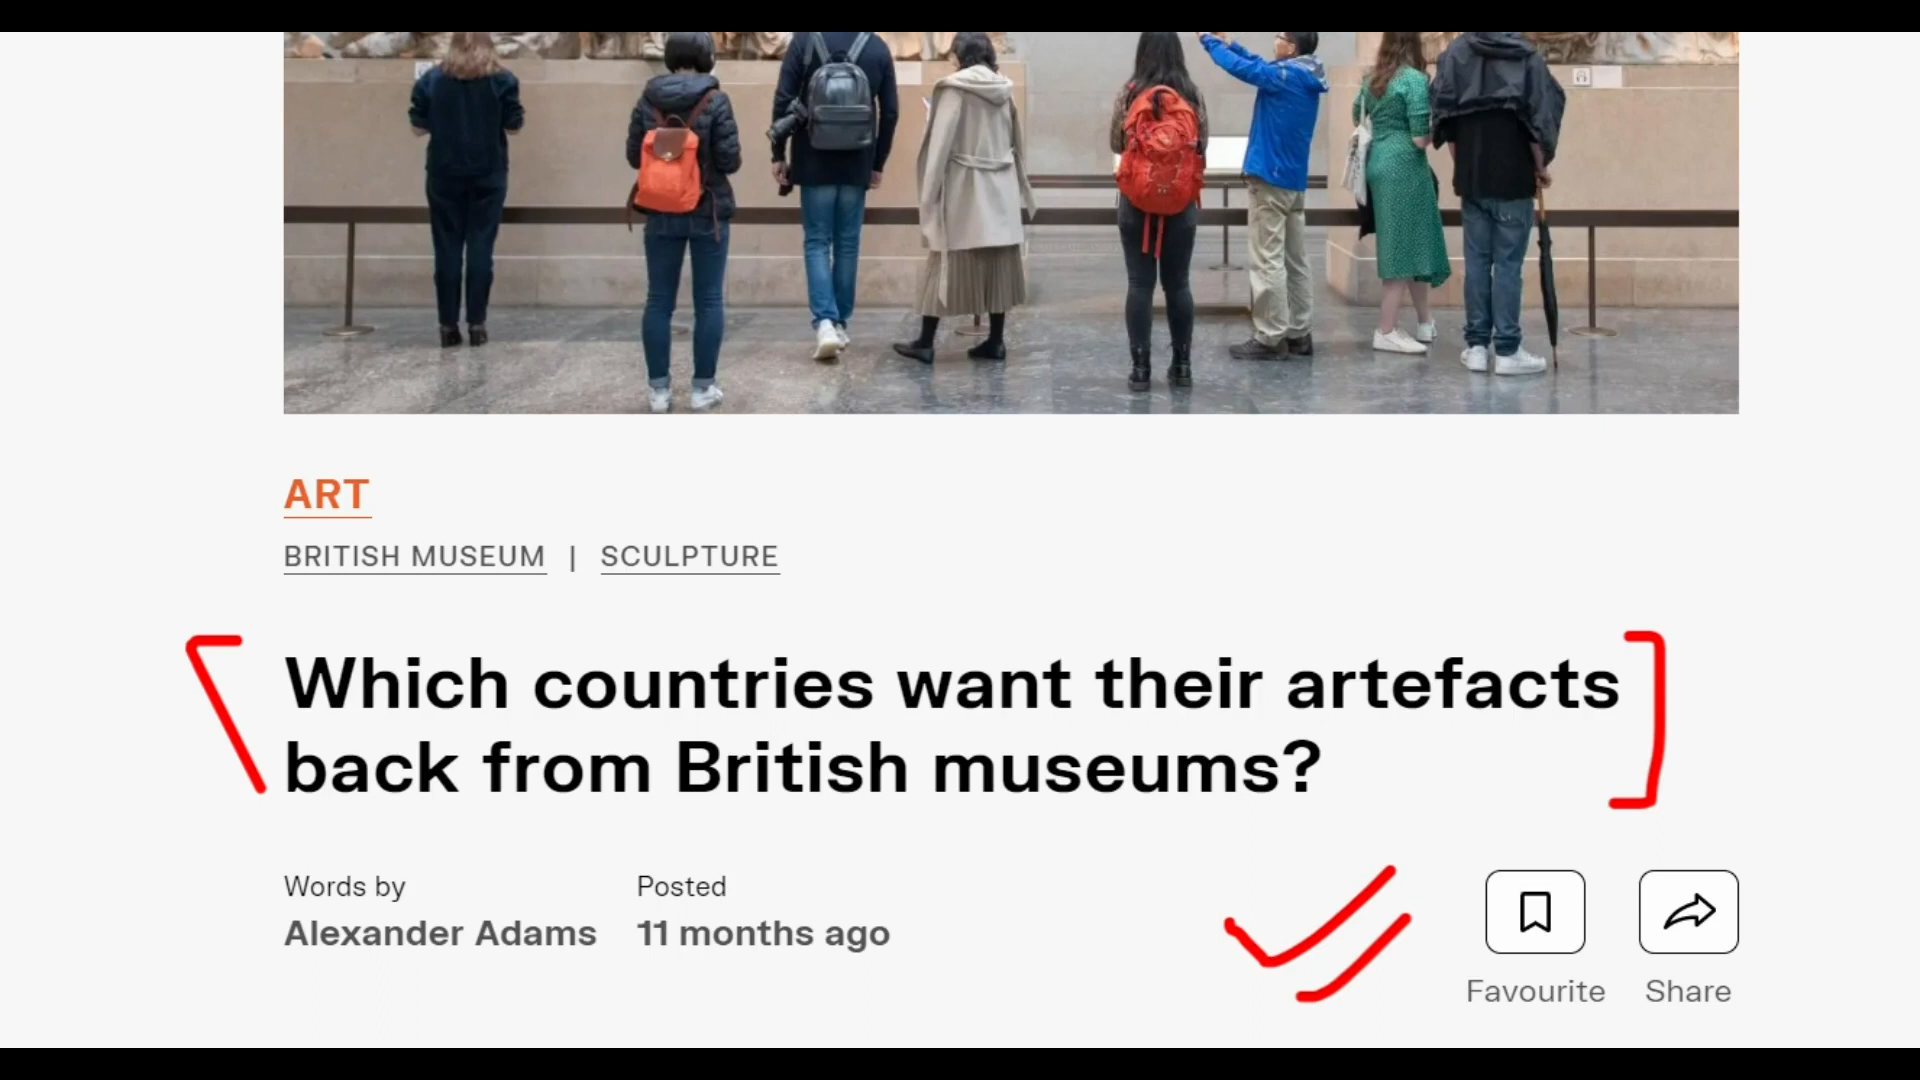 ART
BRITISH MUSEUM | SCULPTURE
Which countries want their artefacts
back from British museums?
Words by Posted
Alexander Adams 11 months ago
Favourite Share